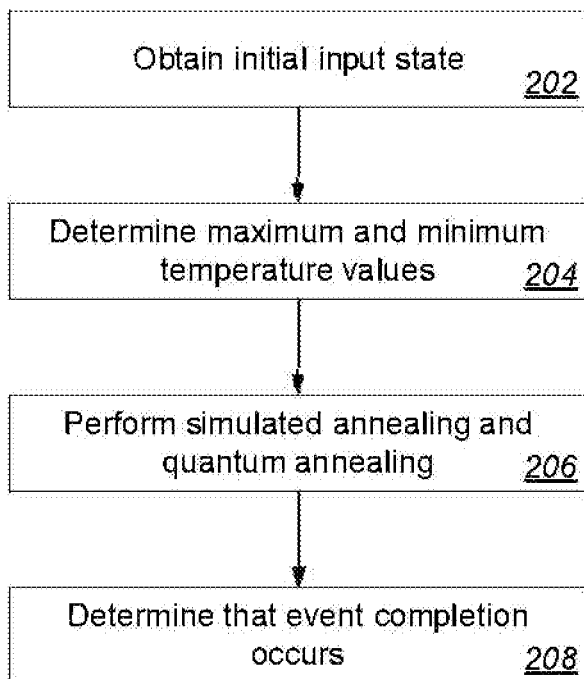 Obtain initial input state
202
Determine maximum and minimum
temperature values
204
Perform simulated annealing and
quantum annealing
206
Determine that event completion
occurs
208